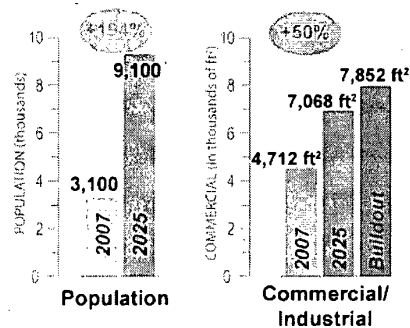 +194%
10
8
6
4
2
0
POPULATION (thousands)
9,100
3,100
2007
2025
Population
+50%
10
8
6
4
2
0
COMMERCIAL (in thousands of ft²)
7,852 ft²
7,068 ft²
4,712 ft²
2007
2025
Buildout
Commercial/
Industrial